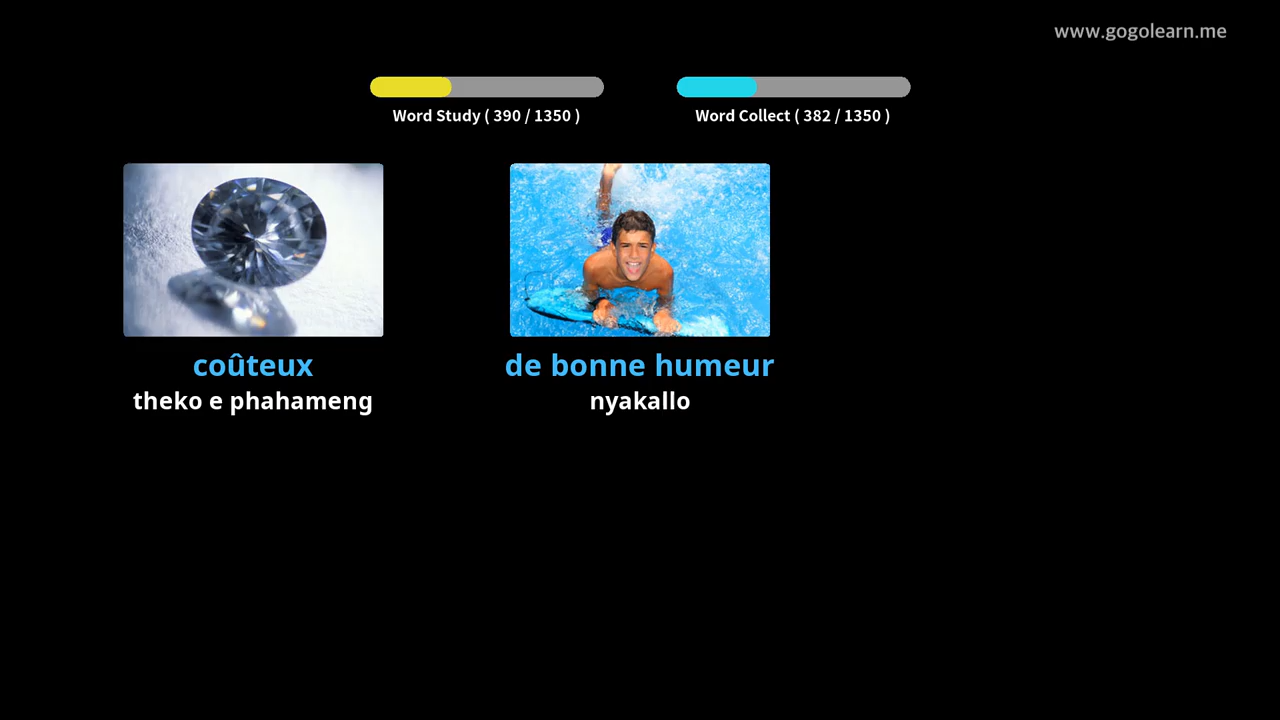 www.gogolearn.me
Word Study ( 390 / 1350 )
Word Collect ( 382 / 1350 )
coûteux
theko e phahameng
de bonne humeur
nyakallo